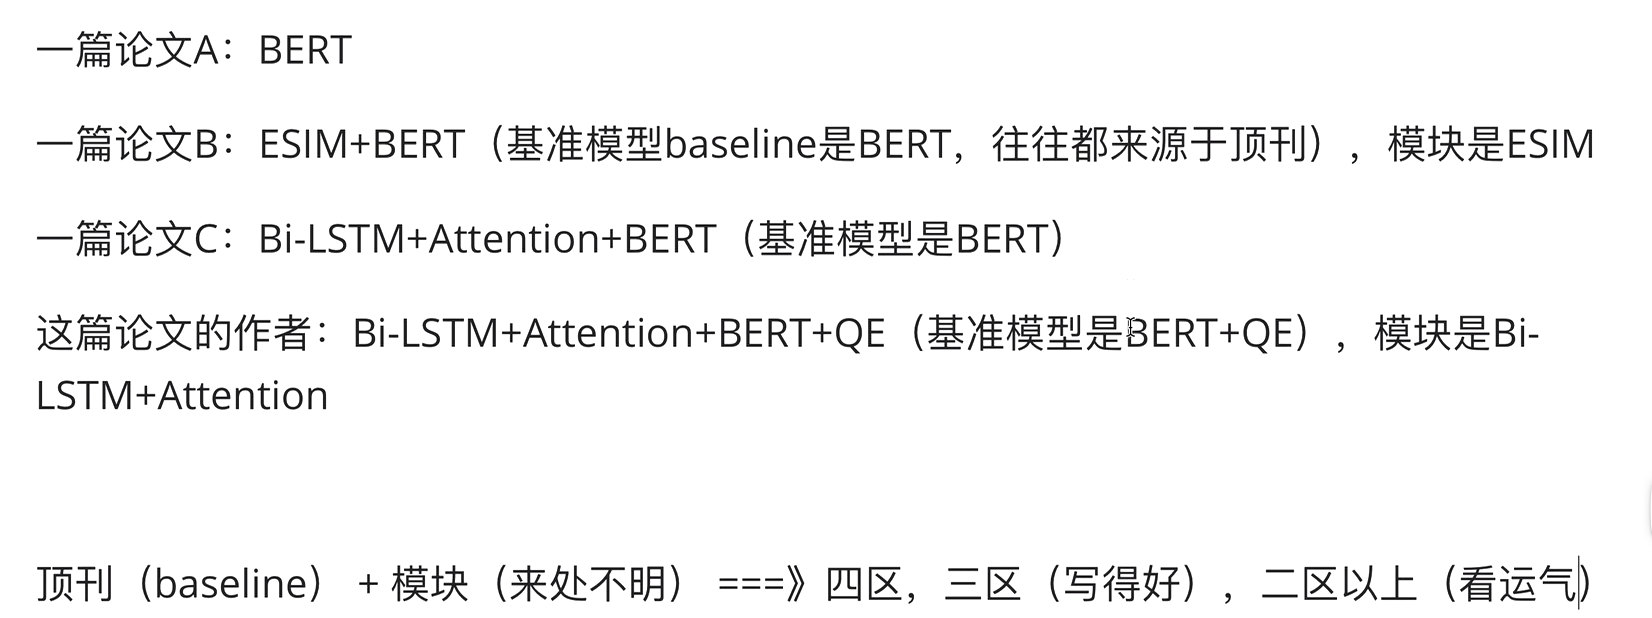 一篇论文A：BERT
一篇论文B：ESIM+BERT（基准模型baseline是BERT，往往都来源于顶刊），模块是ESIM
一篇论文C：Bi-LSTM+Attention+BERT（基准模型是BERT）
这篇论文的作者：Bi-LSTM+Attention+BERT+QE（基准模型是BERT+QE），模块是Bi-
LSTM+Attention
顶刊（baseline） + 模块（来处不明） ===》四区，三区（写得好），二区以上（看运气）